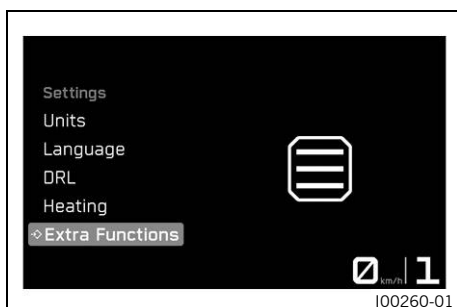 Settings
Units
Language
DRL
Heating
Extra Functions
0 km/h 1
I00260-01